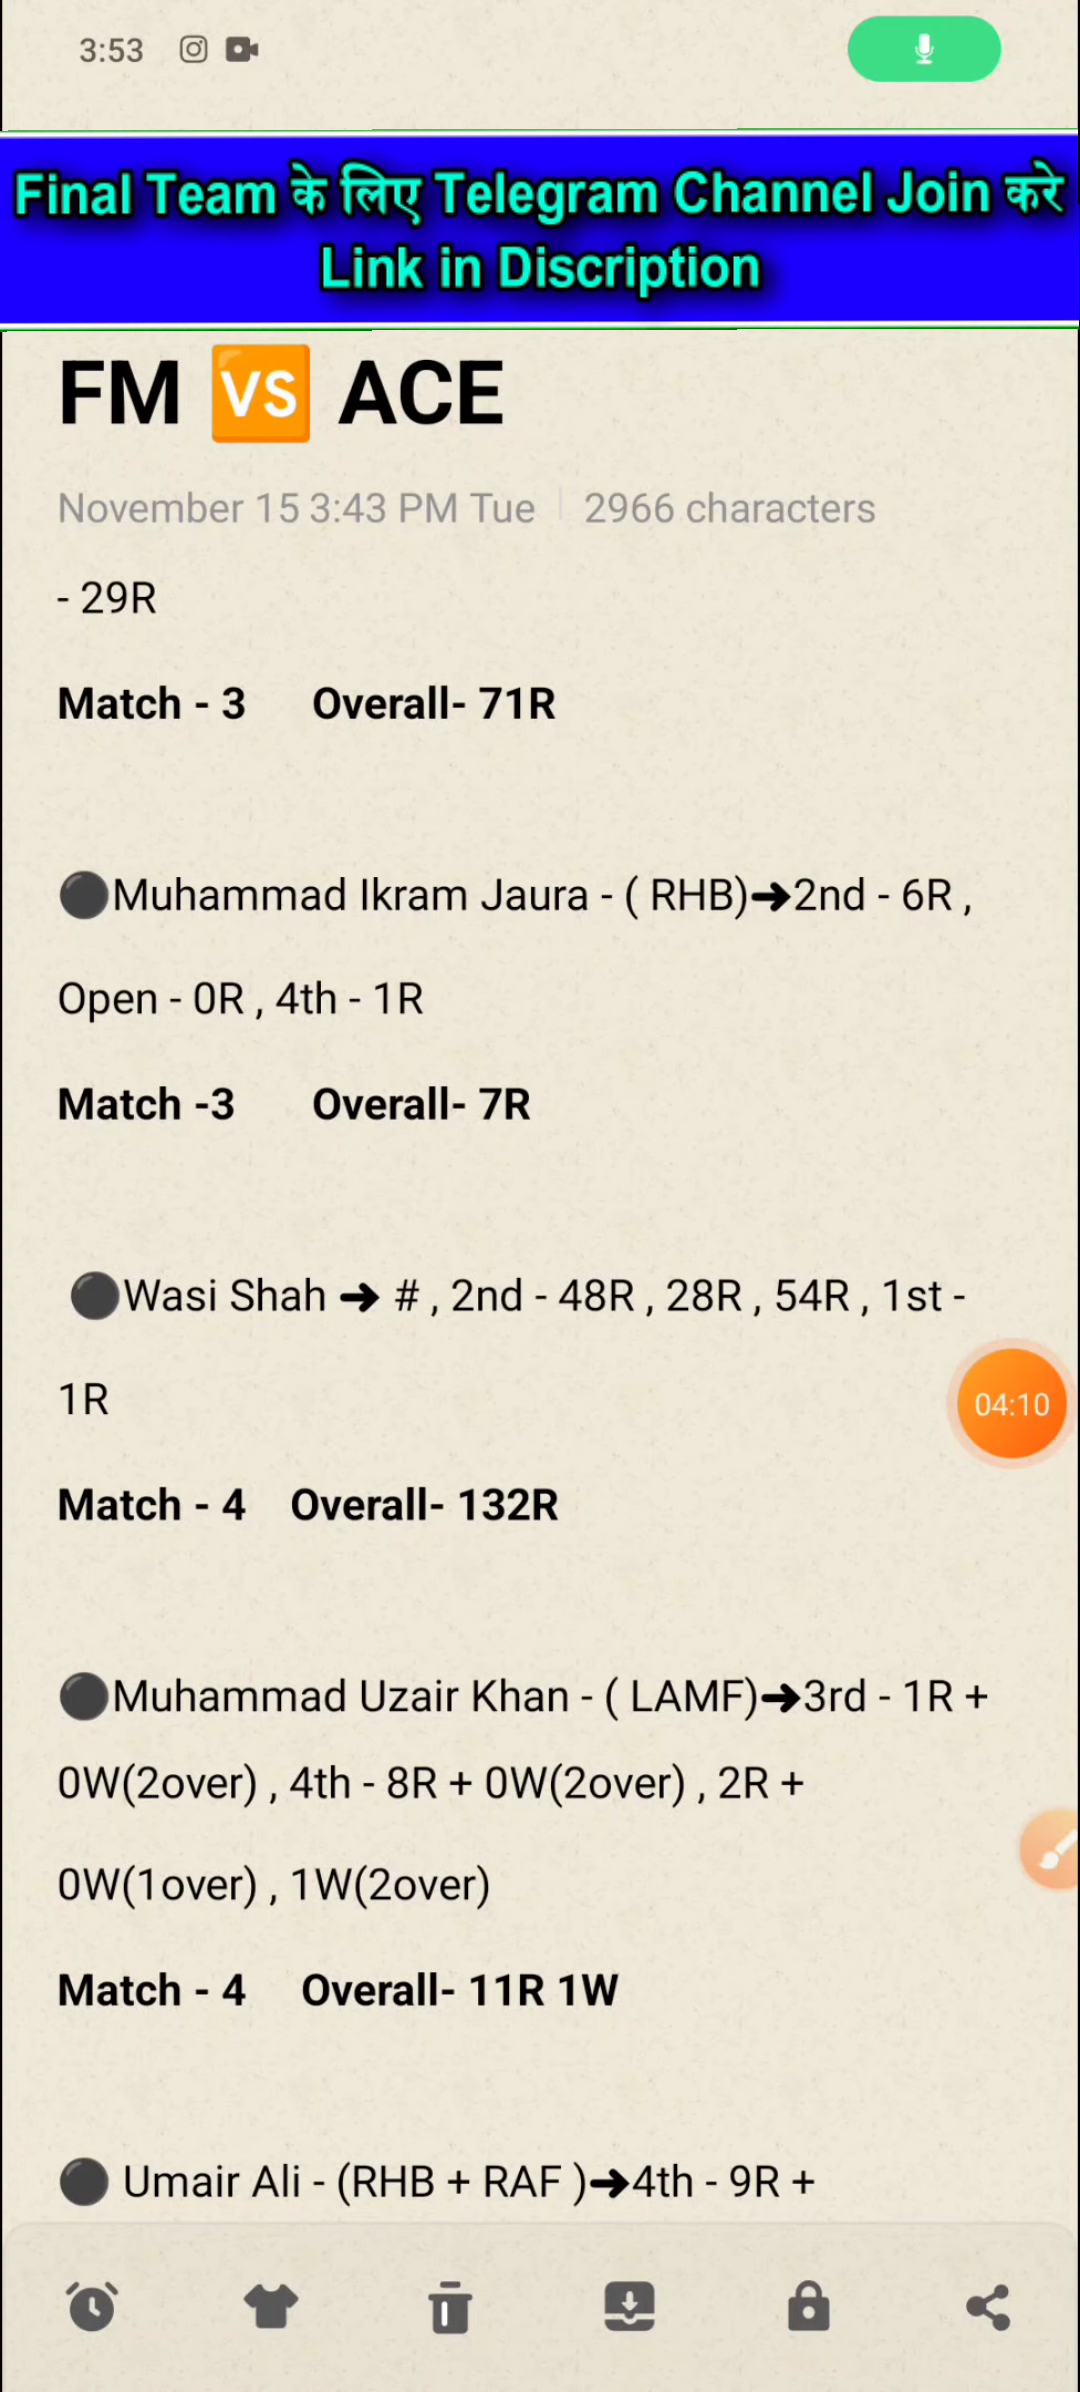 3:53
Final Team के लिए Telegram Channel Join करे
Link in Discription
FM 🆚 ACE
November 15 3:43 PM Tue | 2966 characters
- 29R
Match - 3 Overall- 71R
⚫Muhammad Ikram Jaura - ( RHB)➔2nd - 6R ,
Open - 0R , 4th - 1R
Match -3 Overall- 7R
⚫Wasi Shah ➔ # , 2nd - 48R , 28R , 54R , 1st -
1R
04:10
Match - 4 Overall- 132R
⚫Muhammad Uzair Khan - ( LAMF)➔3rd - 1R +
0W(2over) , 4th - 8R + 0W(2over) , 2R +
0W(1over) , 1W(2over)
Match - 4 Overall- 11R 1W
⚫ Umair Ali - (RHB + RAF )➔4th - 9R +